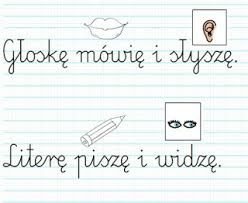 Głoskę mówię i słyszę.
Literę piszę i widzę.